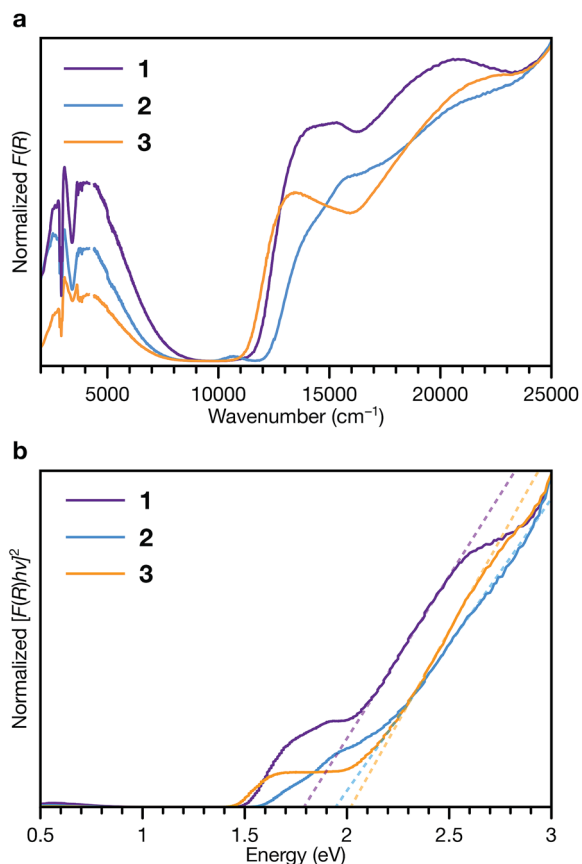 a
Normalized F(R)
1
2
3
5000 10000 15000 20000 25000
Wavenumber (cm⁻¹)
b
Normalized [F(R)hν]²
1
2
3
0.5 1 1.5 2 2.5 3
Energy (eV)